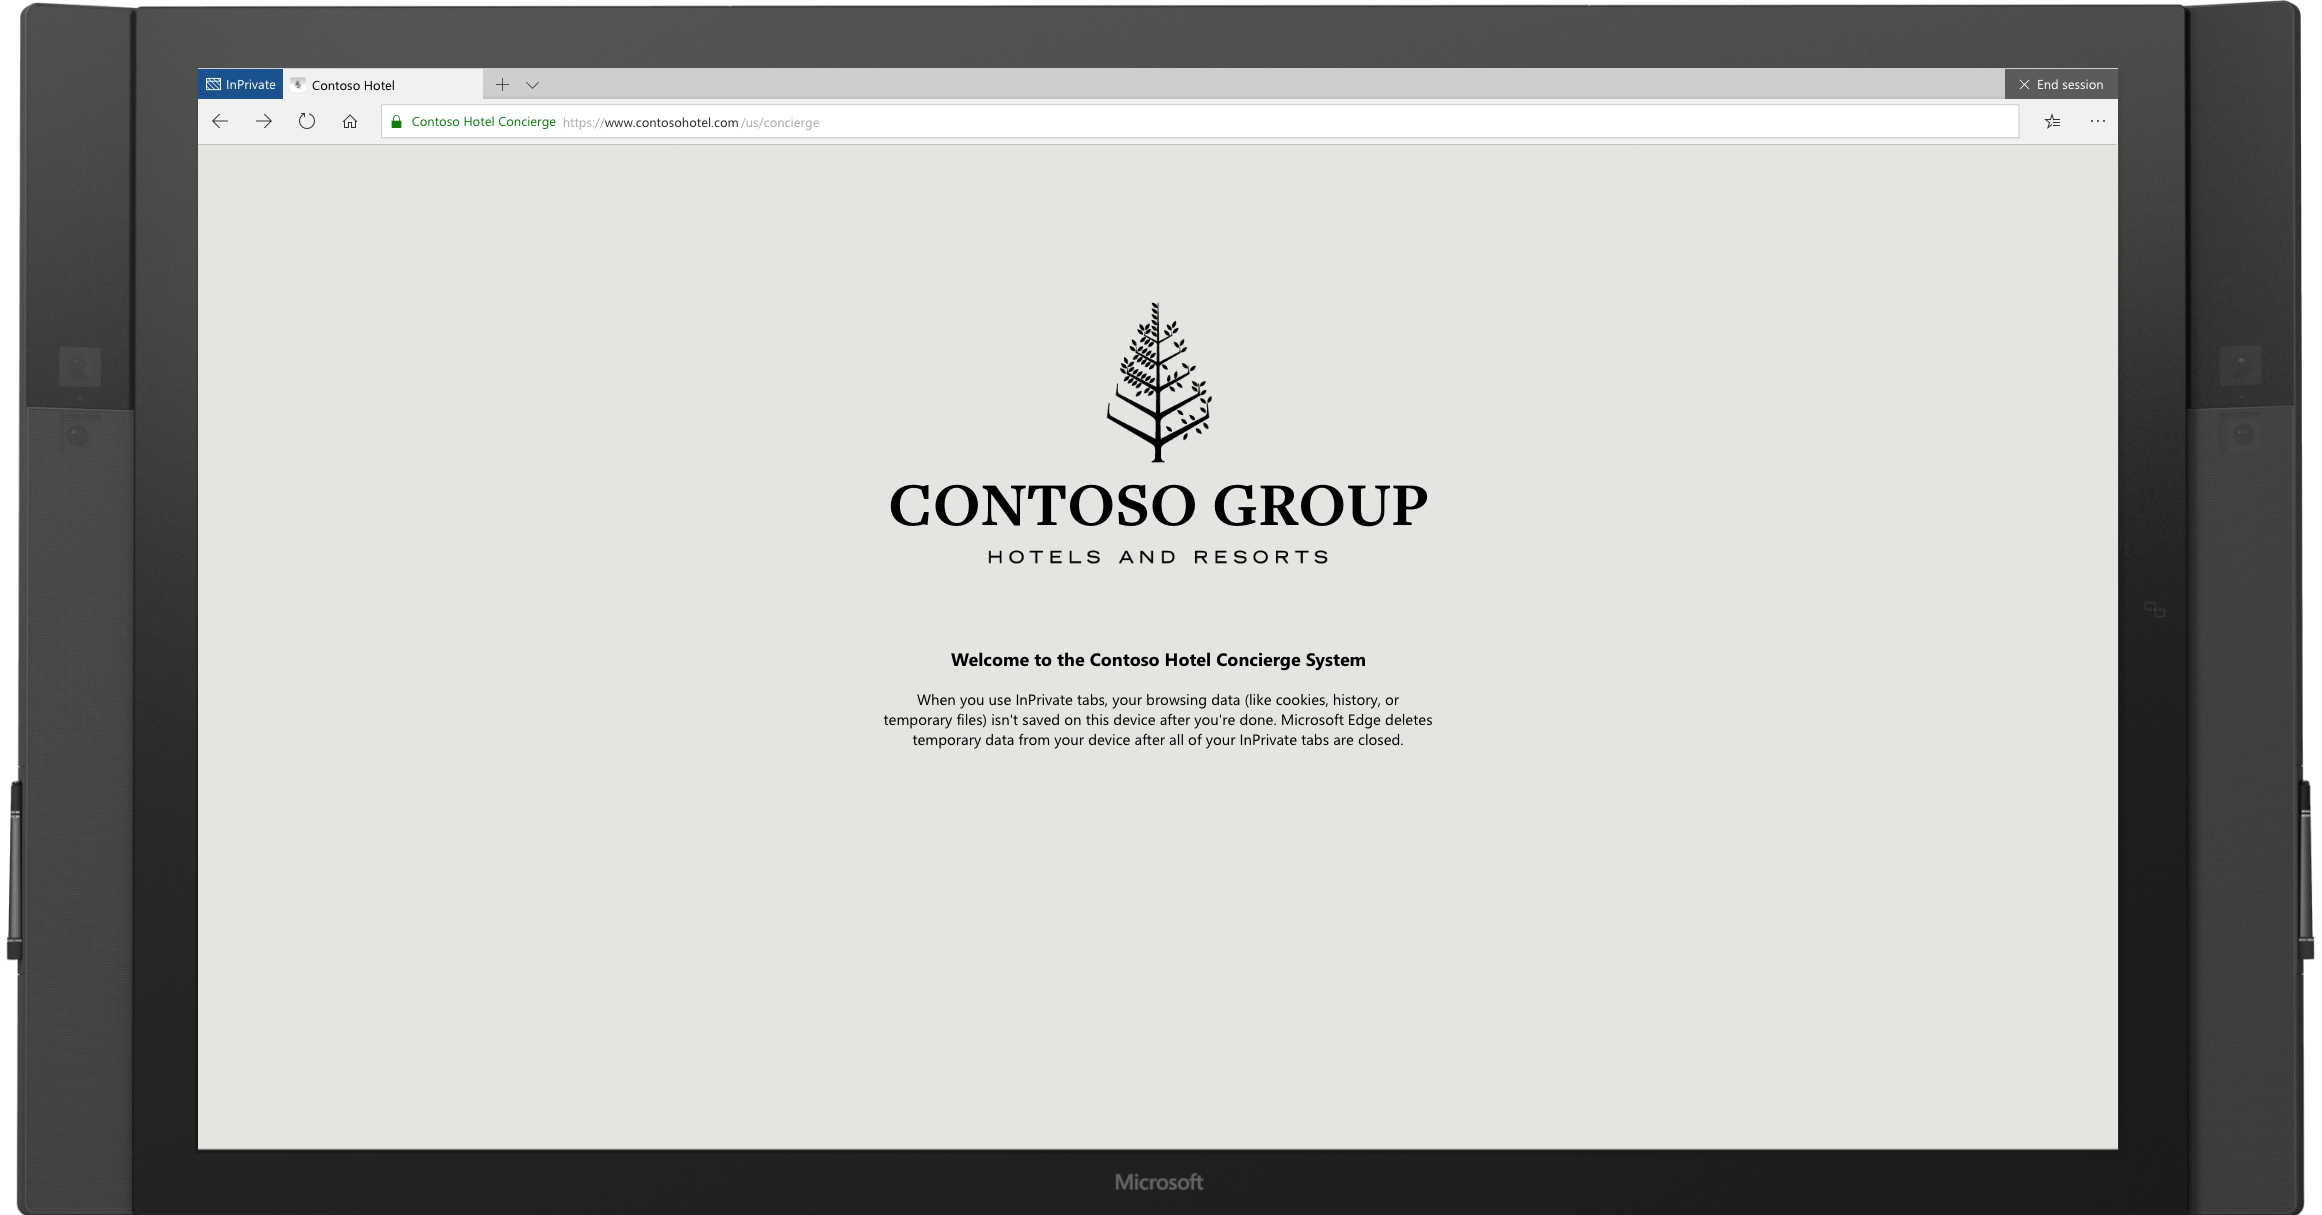 InPrivate
Contoso Hotel
End session
Contoso Hotel Concierge https://www.contosohotel.com/us/concierge
CONTOSO GROUP
HOTELS AND RESORTS
Welcome to the Contoso Hotel Concierge System
When you use InPrivate tabs, your browsing data (like cookies, history, or
temporary files) isn't saved on this device after you're done. Microsoft Edge deletes
temporary data from your device after all of your InPrivate tabs are closed.
Microsoft